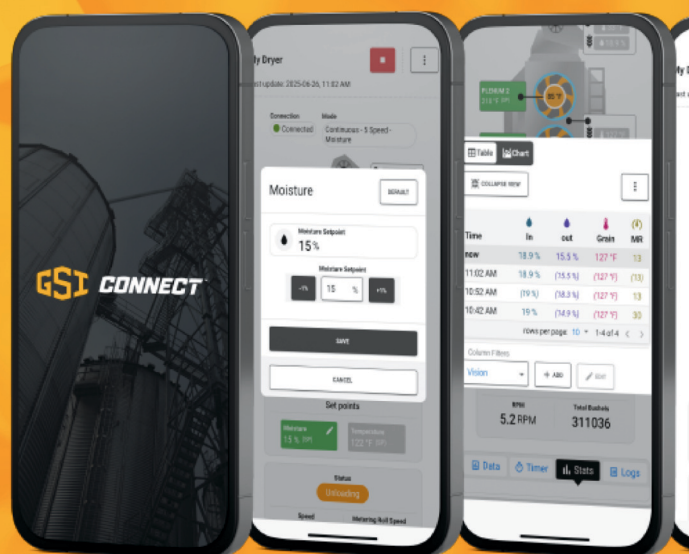 GSI CONNECT
My Dryer
Last update: 2025-06-26, 11:02 AM
Connection
Connected
Mode
Continuous - 5 Speed - Moisture
Moisture
DEFAULT
Moisture Setpoint
15 %
Moisture Setpoint
-1%
15 %
+1%
SAVE
CANCEL
Set points
Moisture
15 % (SP)
Temperature
Status
Unloading
Speed
Metering Roll Speed
PLENUM 2
Table
Chart
COLLAPSE VIEW
Time In out Grain MR
now 18.9 % 15.5 % 127 °F 13
11:02 AM 18.9 % (15.5 %) (127 °F) (13)
10:52 AM (19 %) (18.3 %) (127 °F) 13
10:42 AM 19 % (14.9 %) (127 °F) 30
rows per page: 10
1-4 of 4
< >
Column Filters
Vision
+ ADD
EDIT
RPM
5.2 RPM
Total Bushels
311036
Data
Timer
Stats
Logs
My D